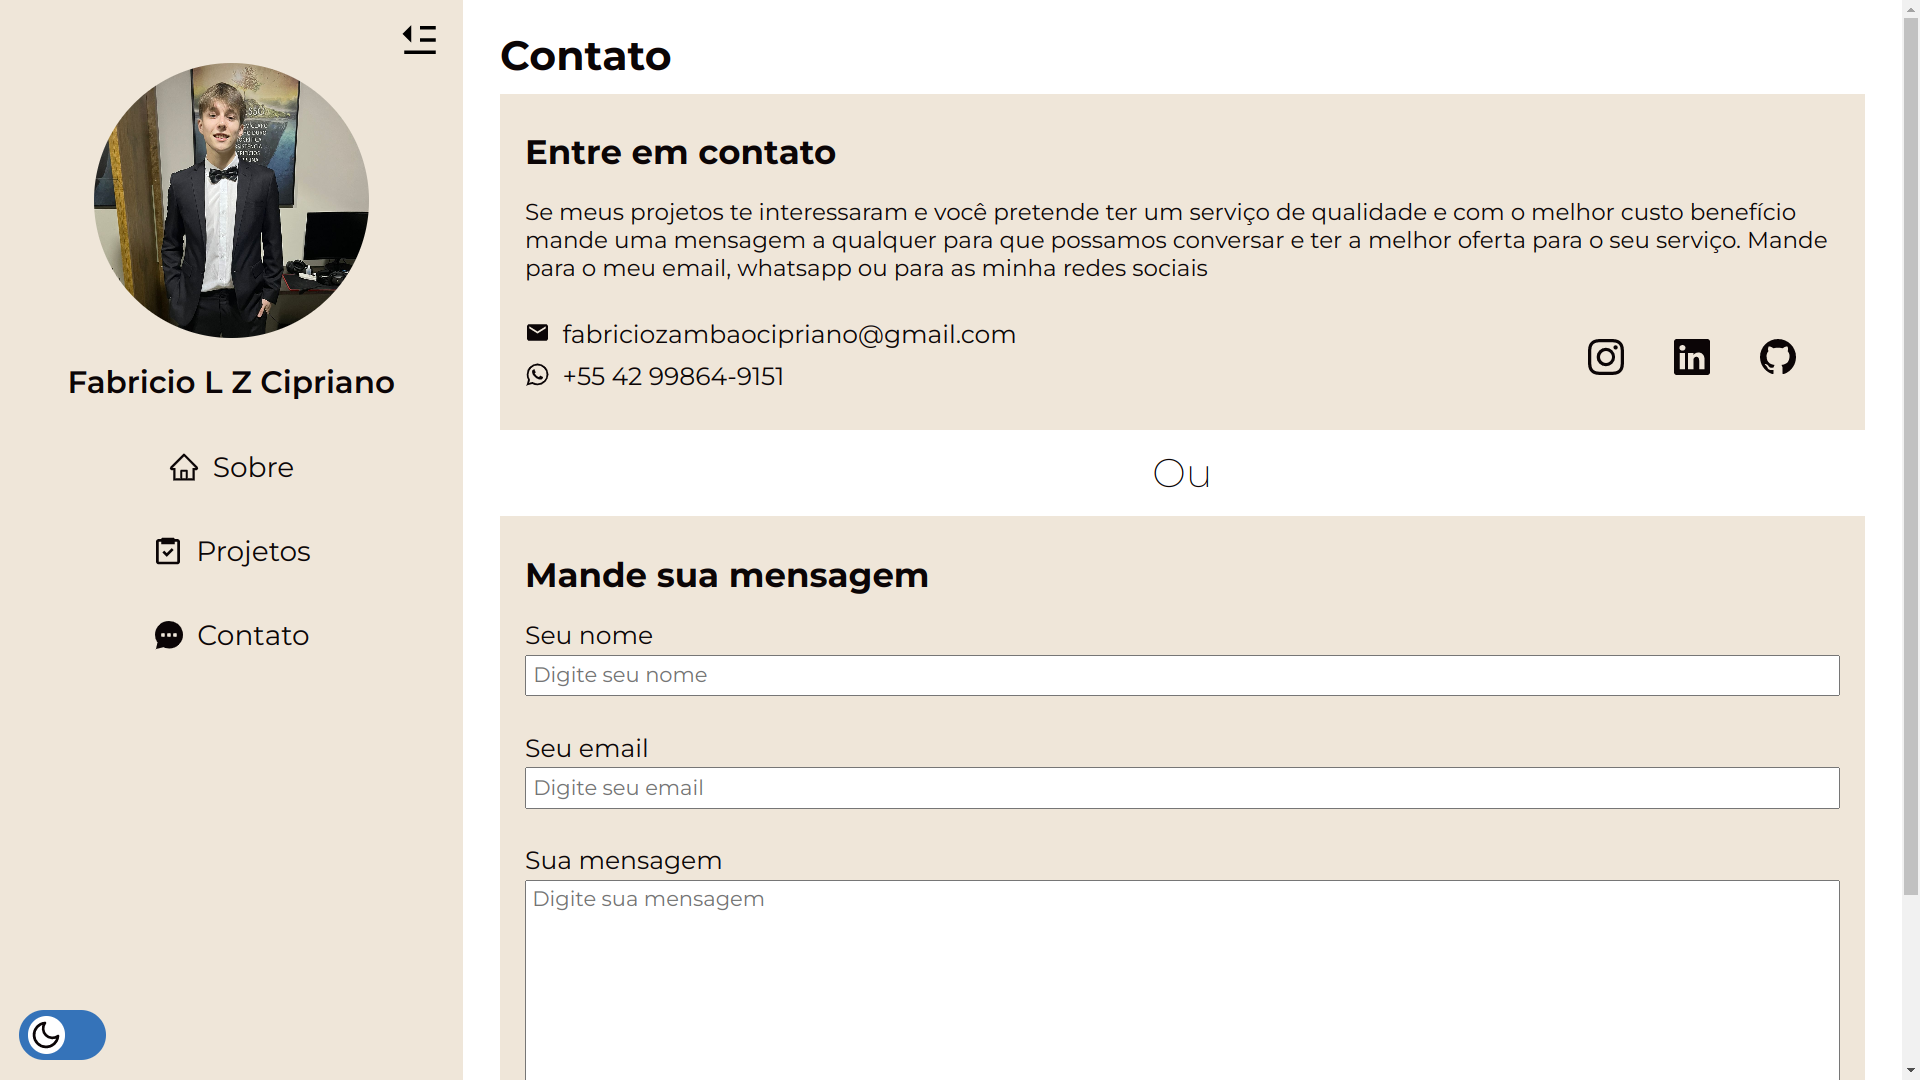 Fabricio L Z Cipriano
Sobre
Projetos
Contato
Contato
Entre em contato
Se meus projetos te interessaram e você pretende ter um serviço de qualidade e com o melhor custo benefício
mande uma mensagem a qualquer para que possamos conversar e ter a melhor oferta para o seu serviço. Mande
para o meu email, whatsapp ou para as minha redes sociais
fabriciozambaocipriano@gmail.com
+55 42 99864-9151
Ou
Mande sua mensagem
Seu nome
Digite seu nome
Seu email
Digite seu email
Sua mensagem
Digite sua mensagem